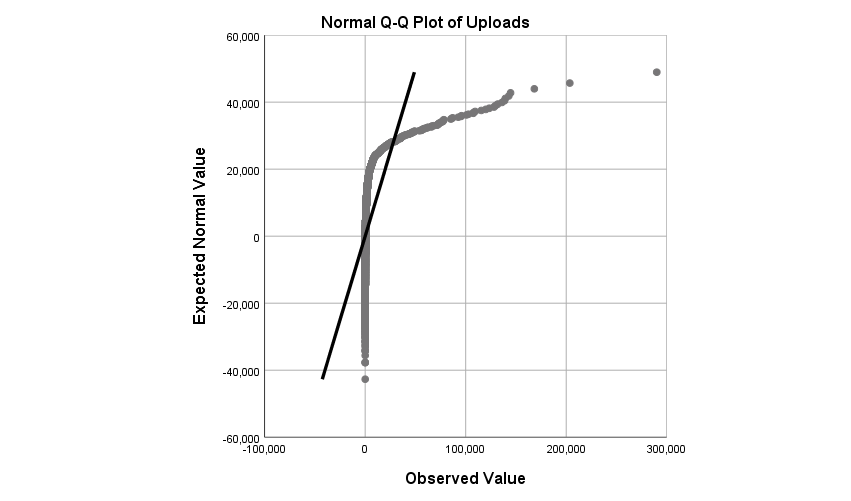 Normal Q-Q Plot of Uploads
60,000
40,000
20,000
0
-20,000
-40,000
-60,000
Expected Normal Value
-100,000 0 100,000 200,000 300,000
Observed Value